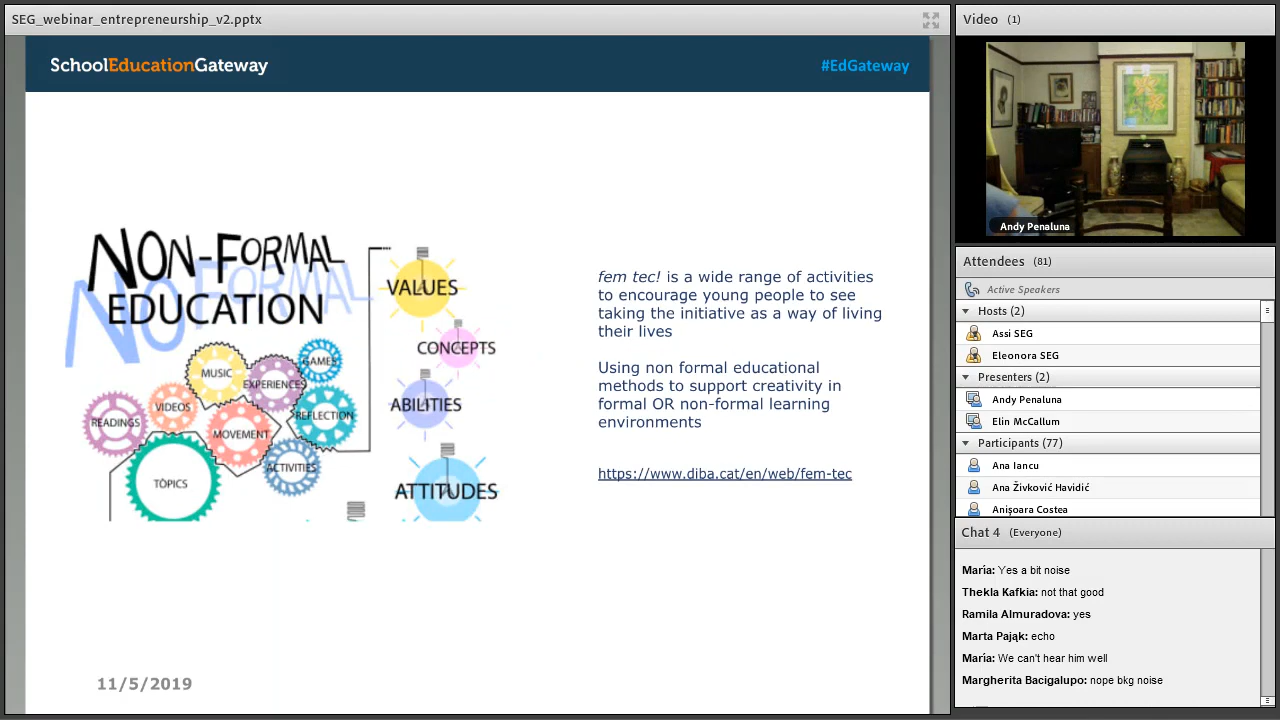 SEG_webinar_entrepreneurship_v2.pptx
SchoolEducationGateway
#EdGateway
NON-FORMAL
EDUCATION
VALUES
CONCEPTS
ABILITIES
ATTITUDES
GAMES
MUSIC
EXPERIENCES
VIDEOS
REFLECTION
READINGS
MOVEMENT
ACTIVITIES
TOPICS
fem tec! is a wide range of activities
to encourage young people to see
taking the initiative as a way of living
their lives
Using non formal educational
methods to support creativity in
formal OR non-formal learning
environments
https://www.diba.cat/en/web/fem-tec
11/5/2019
Video (1)
Andy Penaluna
Attendees (81)
Active Speakers
Hosts (2)
Assi SEG
Eleonora SEG
Presenters (2)
Andy Penaluna
Elin McCallum
Participants (77)
Ana Iancu
Ana Živković Havidić
Anişoara Costea
Chat 4 (Everyone)
María: Yes a bit noise
Thekla Kafkia: not that good
Ramila Almuradova: yes
Marta Pająk: echo
María: We can't hear him well
Margherita Bacigalupo: nope bkg noise